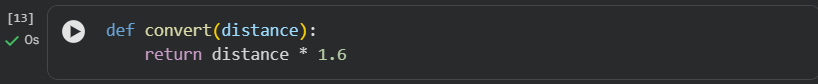 [13]
✓ 0s
def convert(distance):
    return distance * 1.6